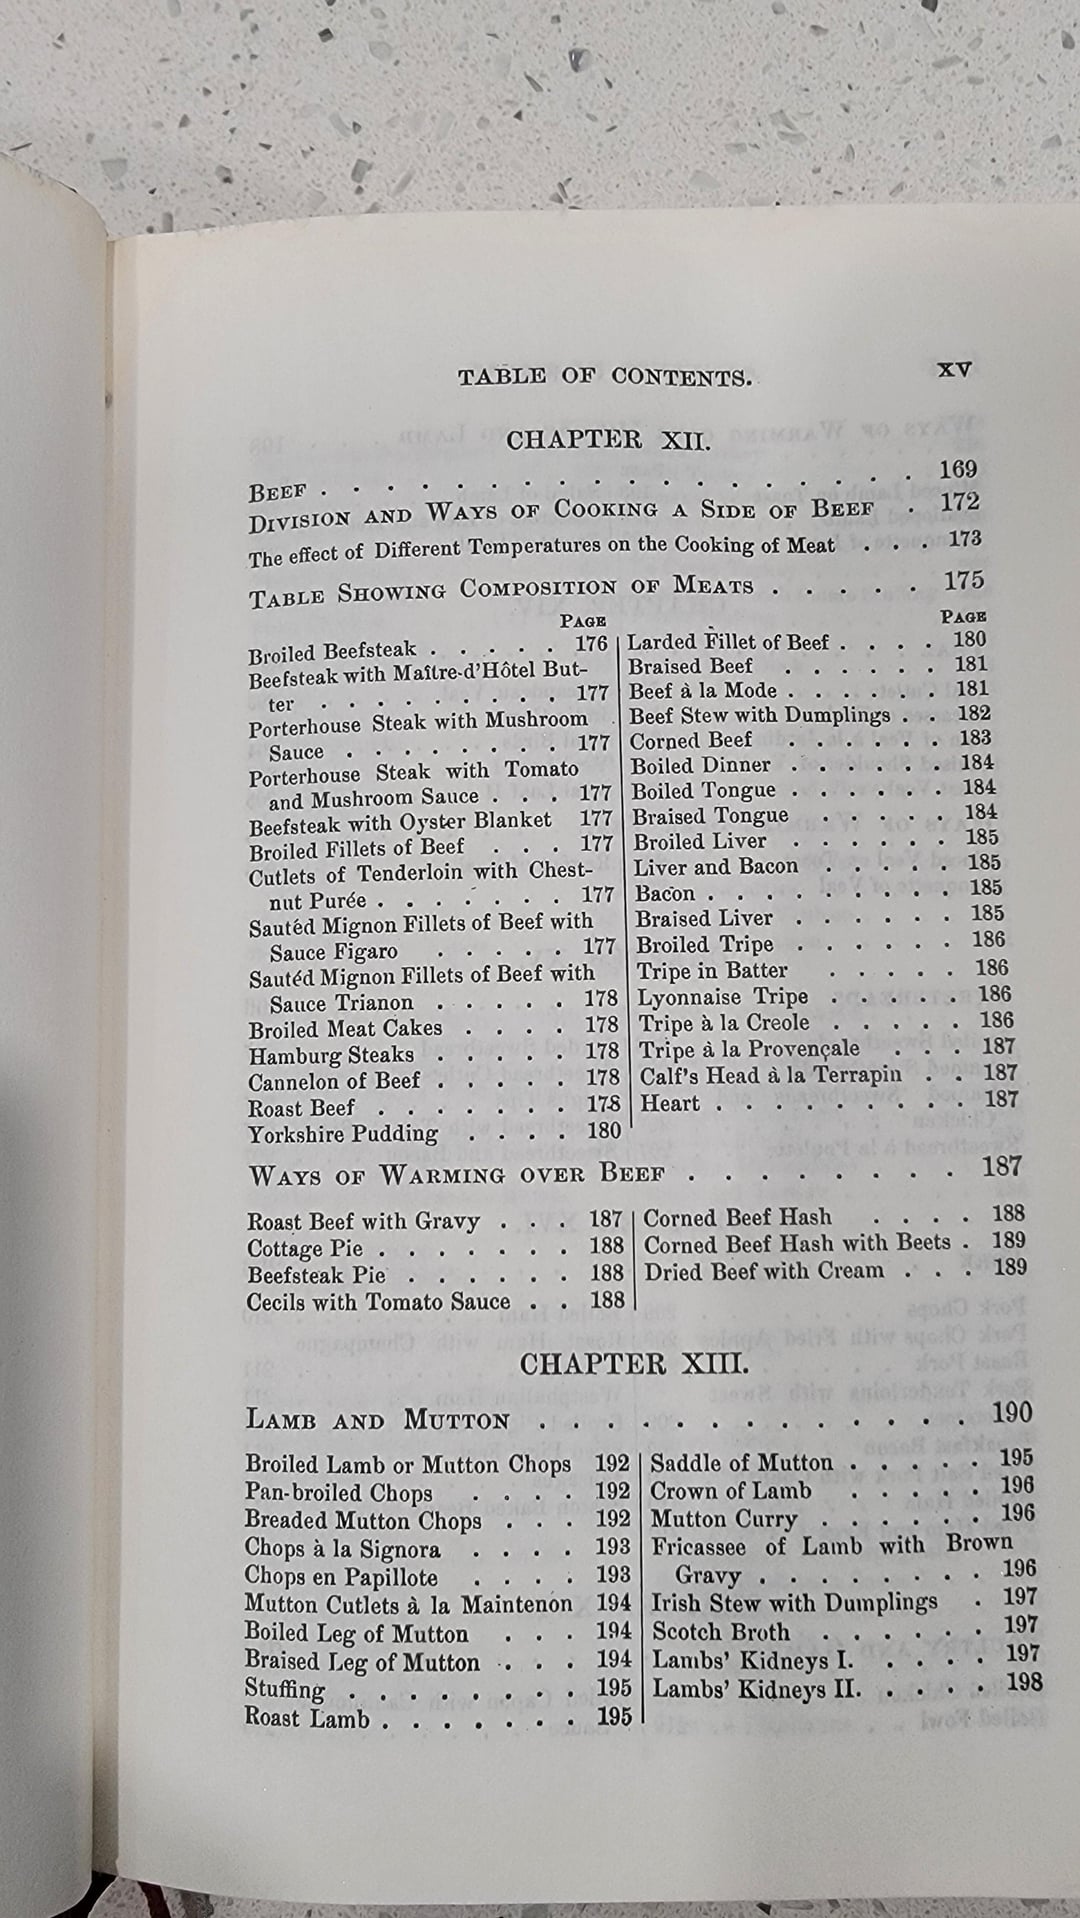 TABLE OF CONTENTS. XV
CHAPTER XII.
BEEF . . . . . . . . . . . . . . . . . . 169
DIVISION AND WAYS OF COOKING A SIDE OF BEEF . 172
The effect of Different Temperatures on the Cooking of Meat . . . 173
TABLE SHOWING COMPOSITION OF MEATS . . . . . 175
PAGE
Broiled Beefsteak . . . . . 176
Beefsteak with Maître-d'Hôtel But-
ter . . . . . . . . . 177
Porterhouse Steak with Mushroom
Sauce . . . . . . . . 177
Porterhouse Steak with Tomato
and Mushroom Sauce . . . 177
Beefsteak with Oyster Blanket 177
Broiled Fillets of Beef . . . 177
Cutlets of Tenderloin with Chest-
nut Purée . . . . . . . 177
Sautéd Mignon Fillets of Beef with
Sauce Figaro . . . . . 177
Sautéd Mignon Fillets of Beef with
Sauce Trianon . . . . . 178
Broiled Meat Cakes . . . . 178
Hamburg Steaks . . . . . 178
Cannelon of Beef . . . . . 178
Roast Beef . . . . . . . 178
Yorkshire Pudding . . . . 180
PAGE
Larded Fillet of Beef . . . . 180
Braised Beef . . . . . . 181
Beef à la Mode . . . . . . 181
Beef Stew with Dumplings . . 182
Corned Beef . . . . . . 183
Boiled Dinner . . . . . . 184
Boiled Tongue . . . . . . 184
Braised Tongue . . . . . 184
Broiled Liver . . . . . . 185
Liver and Bacon . . . . . 185
Bacon . . . . . . . . . 185
Braised Liver . . . . . . 185
Broiled Tripe . . . . . . 186
Tripe in Batter . . . . . 186
Lyonnaise Tripe . . . . . 186
Tripe à la Creole . . . . . 186
Tripe à la Provençale . . . 187
Calf's Head à la Terrapin . . 187
Heart . . . . . . . . . 187
WAYS OF WARMING OVER BEEF . . . . . . . . 187
Roast Beef with Gravy . . . 187
Cottage Pie . . . . . . . 188
Beefsteak Pie . . . . . . 188
Cecils with Tomato Sauce . . 188
Corned Beef Hash . . . . 188
Corned Beef Hash with Beets . 189
Dried Beef with Cream . . . 189
CHAPTER XIII.
LAMB AND MUTTON . . . . . . . . . . . . . 190
Broiled Lamb or Mutton Chops 192
Pan-broiled Chops . . . . 192
Breaded Mutton Chops . . . 192
Chops à la Signora . . . . 193
Chops en Papillote . . . . 193
Mutton Cutlets à la Maintenon 194
Boiled Leg of Mutton . . . 194
Braised Leg of Mutton . . . 194
Stuffing . . . . . . . . 195
Roast Lamb . . . . . . . 195
Saddle of Mutton . . . . . 195
Crown of Lamb . . . . . 196
Mutton Curry . . . . . . 196
Fricassee of Lamb with Brown
Gravy . . . . . . . . 196
Irish Stew with Dumplings . 197
Scotch Broth . . . . . . 197
Lambs' Kidneys I. . . . . 197
Lambs' Kidneys II. . . . . 198